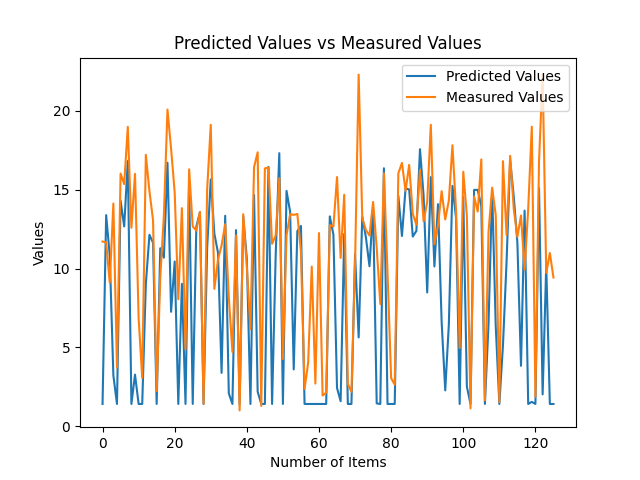 Predicted Values vs Measured Values
Predicted Values
Measured Values
20
15
10
5
0
Values
0 20 40 60 80 100 120
Number of Items